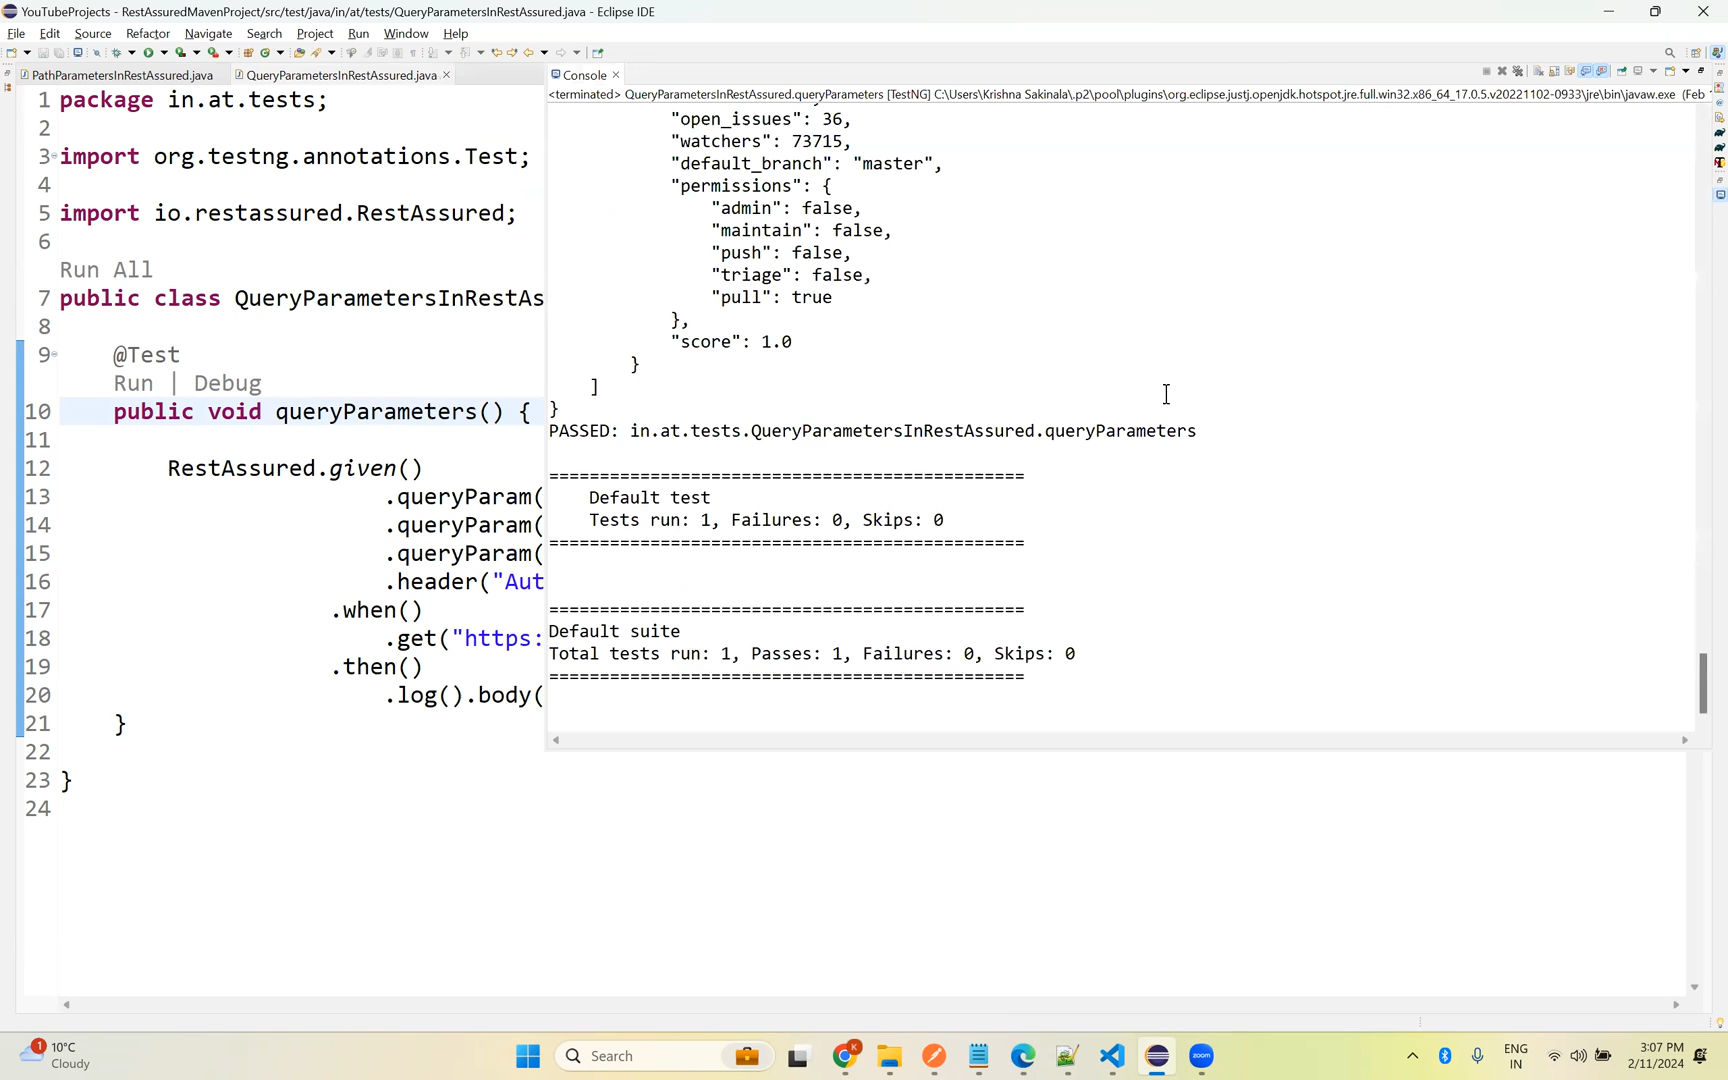 YouTubeProjects - RestAssuredMavenProject/src/test/java/in/at/tests/QueryParametersInRestAssured.java - Eclipse IDE
File Edit Source Refactor Navigate Search Project Run Window Help
PathParametersInRestAssured.java QueryParametersInRestAssured.java
Console
<terminated> QueryParametersInRestAssured.queryParameters [TestNG] C:\Users\Krishna Sakinala\.p2\pool\plugins\org.eclipse.justj.openjdk.hotspot.jre.full.win32.x86_64_17.0.5.v20221102-0933\jre\bin\javaw.exe (Feb
1 package in.at.tests;
2
3 import org.testng.annotations.Test;
4
5 import io.restassured.RestAssured;
6
Run All
7 public class QueryParametersInRestAs
8
9 @Test
Run | Debug
10 public void queryParameters() {
11
12 RestAssured.given()
13 .queryParam(
14 .queryParam(
15 .queryParam(
16 .header("Aut
17 .when()
18 .get("https:
19 .then()
20 .log().body(
21 }
22
23 }
24
"open_issues": 36,
"watchers": 73715,
"default_branch": "master",
"permissions": {
"admin": false,
"maintain": false,
"push": false,
"triage": false,
"pull": true
},
"score": 1.0
}
]
}
PASSED: in.at.tests.QueryParametersInRestAssured.queryParameters
===============================================
Default test
Tests run: 1, Failures: 0, Skips: 0
===============================================
===============================================
Default suite
Total tests run: 1, Passes: 1, Failures: 0, Skips: 0
===============================================
1
10°C
Cloudy
Search
K
zoom
ENG
IN
3:07 PM
2/11/2024